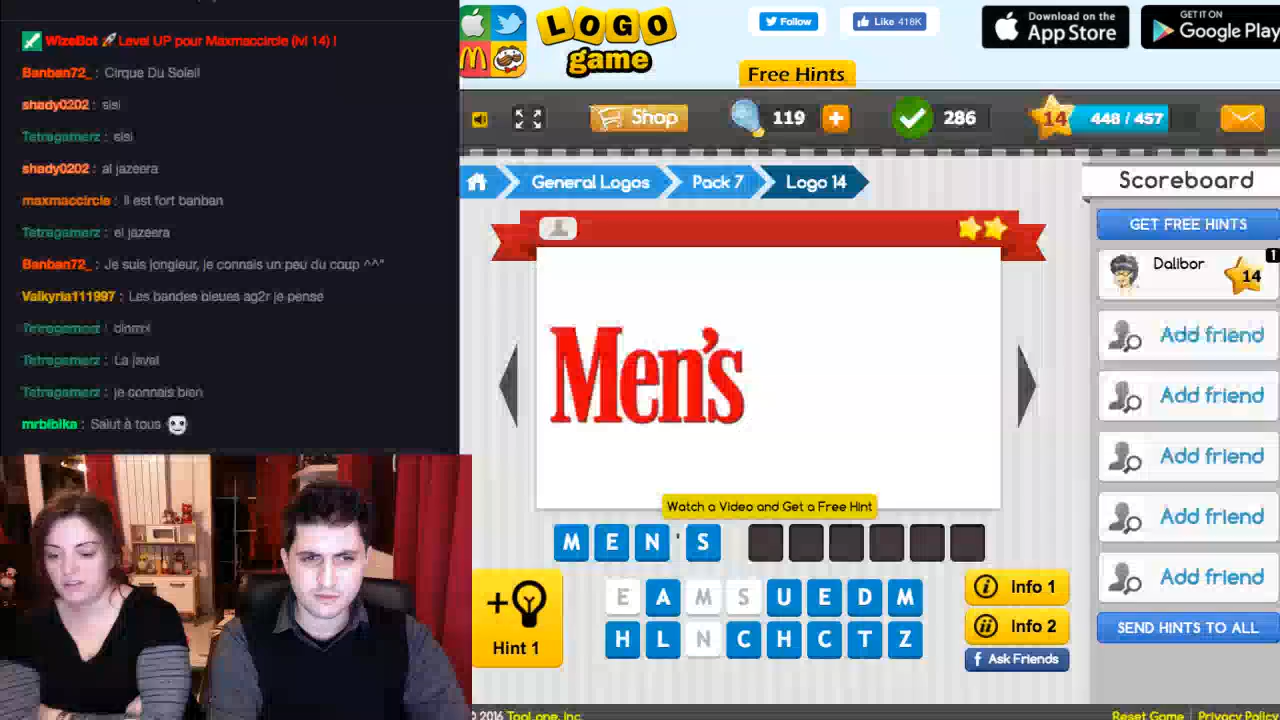 WizeBot 🚀 Level UP pour Maxmaccircle (lvl 14) !
Banban72_ : Cirque Du Soleil
shady0202 : sisi
Tetragamerz : sisi
shady0202 : al jazeera
maxmaccircle : Il est fort banban
Tetragamerz : el jazeera
Banban72_ : Je suis jongleur, je connais un peu du coup ^^"
Valkyria111997 : Les bandes bleues ag2r je pense
Tetragamerz :
Tetragamerz : La javal
Tetragamerz : je connais bien
mrbibika : Salut à tous
LOGO
game
Follow
Like 418K
Download on the
App Store
GET IT ON
Google Play
Free Hints
Shop
119
286
14
448 / 457
General Logos
Pack 7
Logo 14
Scoreboard
GET FREE HINTS
Dalibor
1
14
Add friend
Add friend
Add friend
Add friend
Add friend
SEND HINTS TO ALL
Men's
Watch a Video and Get a Free Hint
M E N ' S
E A M S U E D M
H L N C H C T Z
+
Hint 1
i Info 1
ii Info 2
f Ask Friends
© 2016 TooLone, Inc.
Reset Game
Privacy Policy